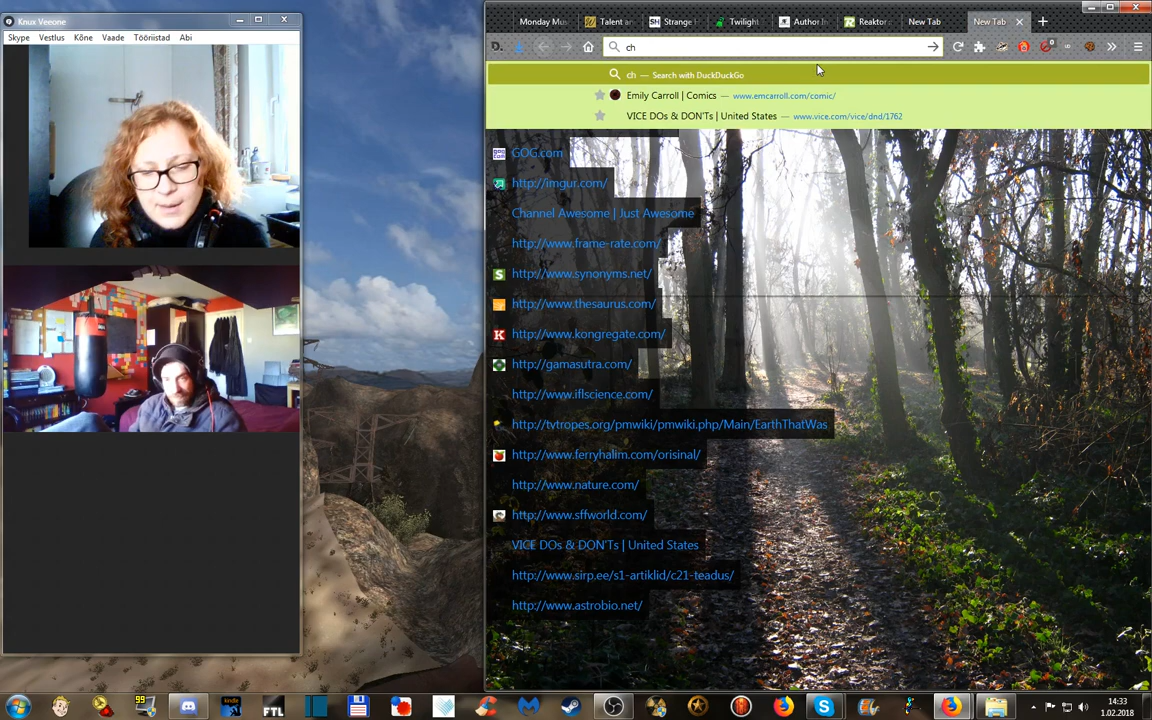 Knux Veeone
Skype Vestlus Kõne Vaade Tööriistad Abi
Monday Mus
Talent an
SH Strange H
Twilight
Author In
Reaktor
New Tab
New Tab
ch
ch — Search with DuckDuckGo
Emily Carroll | Comics — www.emcarroll.com/comic/
VICE DOs & DON'Ts | United States — www.vice.com/vice/dnd/1762
GOG.com
http://imgur.com/
Channel Awesome | Just Awesome
http://www.frame-rate.com/
http://www.synonyms.net/
http://www.thesaurus.com/
http://www.kongregate.com/
http://gamasutra.com/
http://www.iflscience.com/
http://tvtropes.org/pmwiki/pmwiki.php/Main/EarthThatWas
http://www.ferryhalim.com/orisinal/
http://www.nature.com/
http://www.sffworld.com/
VICE DOs & DON'Ts | United States
http://www.sirp.ee/s1-artiklid/c21-teadus/
http://www.astrobio.net/
99
kindle
FTL
14:33
1.02.2018